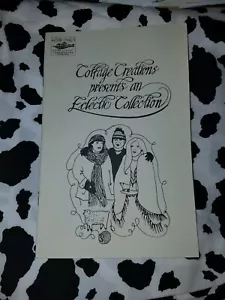 Cottage Creations
presents an
Eclectic Collection